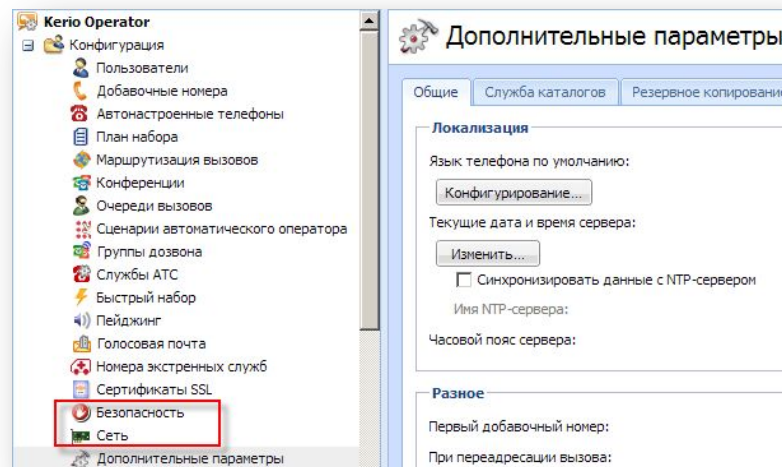 Kerio Operator
Конфигурация
Пользователи
Добавочные номера
Автонастроенные телефоны
План набора
Маршрутизация вызовов
Конференции
Очереди вызовов
Сценарии автоматического оператора
Группы дозвона
Службы АТС
Быстрый набор
Пейджинг
Голосовая почта
Номера экстренных служб
Сертификаты SSL
Безопасность
Сеть
Дополнительные параметры
Дополнительные параметры
Общие Служба каталогов Резервное копирование
Локализация
Язык телефона по умолчанию:
Конфигурирование...
Текущие дата и время сервера:
Изменить...
Синхронизировать данные с NTP-сервером
Имя NTP-сервера:
Часовой пояс сервера:
Разное
Первый добавочный номер:
При переадресации вызова: